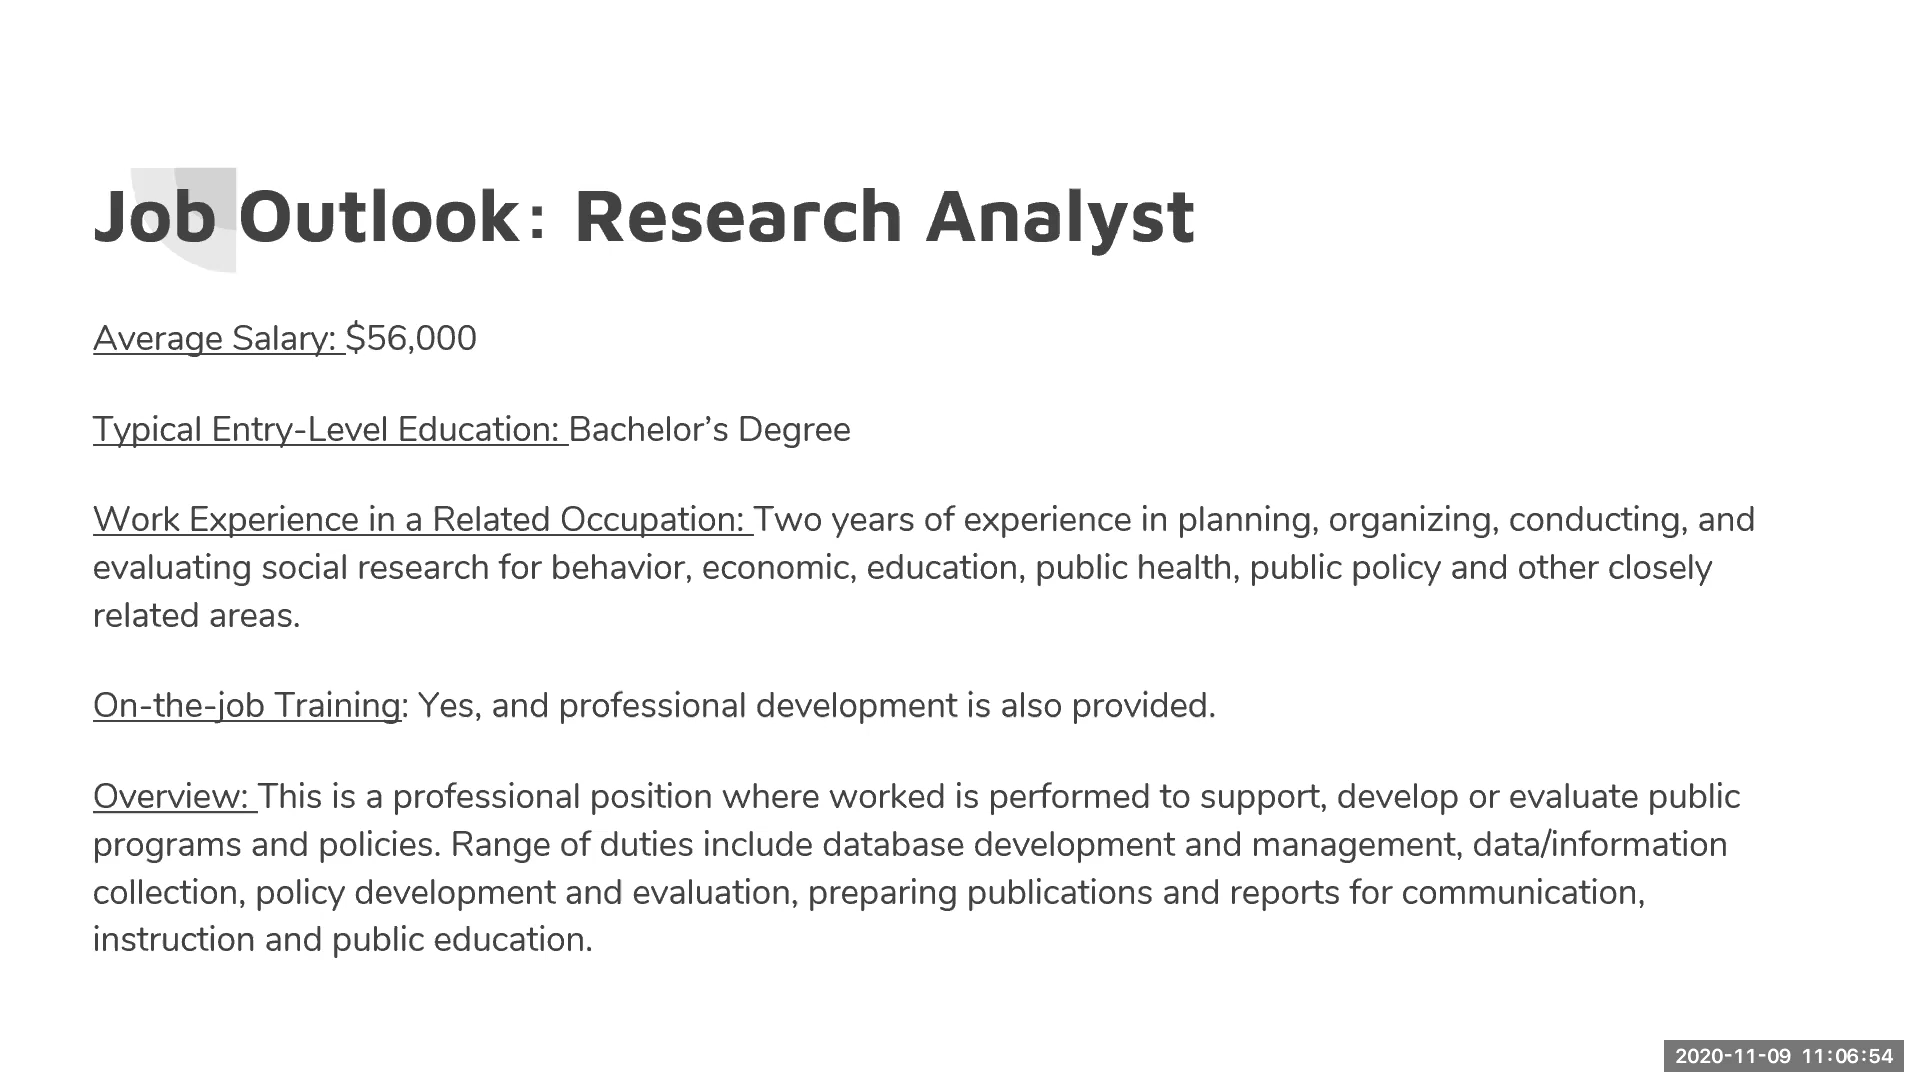 Job Outlook: Research Analyst
Average Salary: $56,000
Typical Entry-Level Education: Bachelor’s Degree
Work Experience in a Related Occupation: Two years of experience in planning, organizing, conducting, and
evaluating social research for behavior, economic, education, public health, public policy and other closely
related areas.
On-the-job Training: Yes, and professional development is also provided.
Overview: This is a professional position where worked is performed to support, develop or evaluate public
programs and policies. Range of duties include database development and management, data/information
collection, policy development and evaluation, preparing publications and reports for communication,
instruction and public education.
2020-11-09 11:06:54